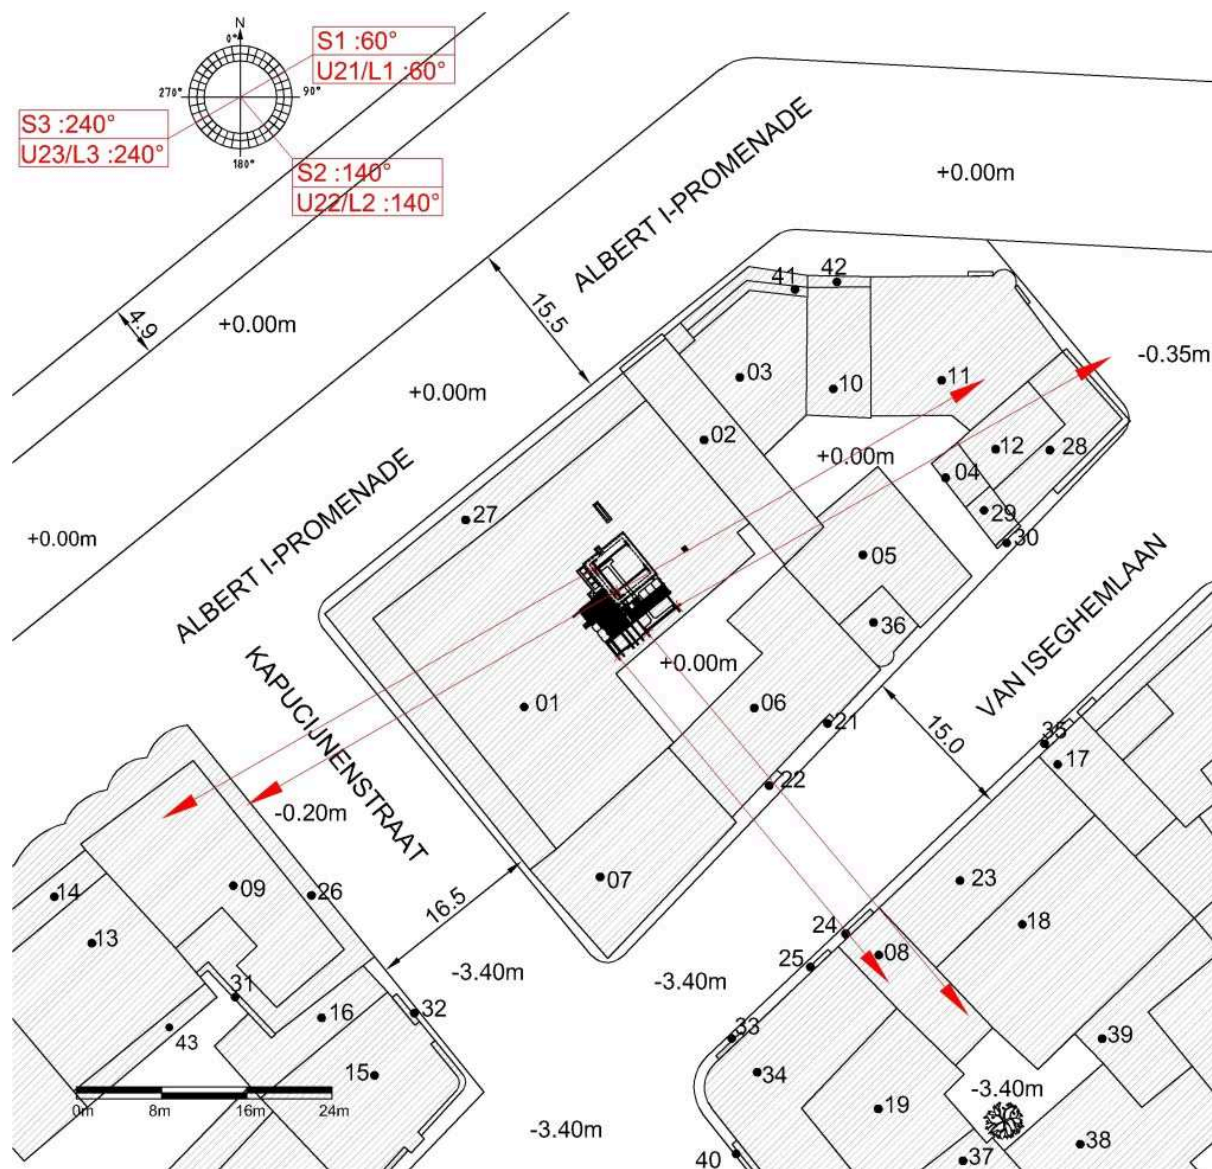 N
0°
90°
180°
270°
S1 :60°
U21/L1 :60°
S3 :240°
U23/L3 :240°
S2 :140°
U22/L2 :140°
ALBERT I-PROMENADE
+0.00m
4.9
+0.00m
15.5
41
42
-0.35m
+0.00m
03
10
11
02
+0.00m
12
28
04
ALBERT I-PROMENADE
27
29
30
+0.00m
05
36
VAN ISEGHEMLAAN
KAPUCIJNENSTRAAT
+0.00m
01
06
21
15.0
35
17
22
-0.20m
07
23
14
09
26
16.5
18
13
24
08
-3.40m
-3.40m
25
31
32
16
43
33
39
15
34
-3.40m
19
0m
8m
16m
24m
-3.40m
40
37
38